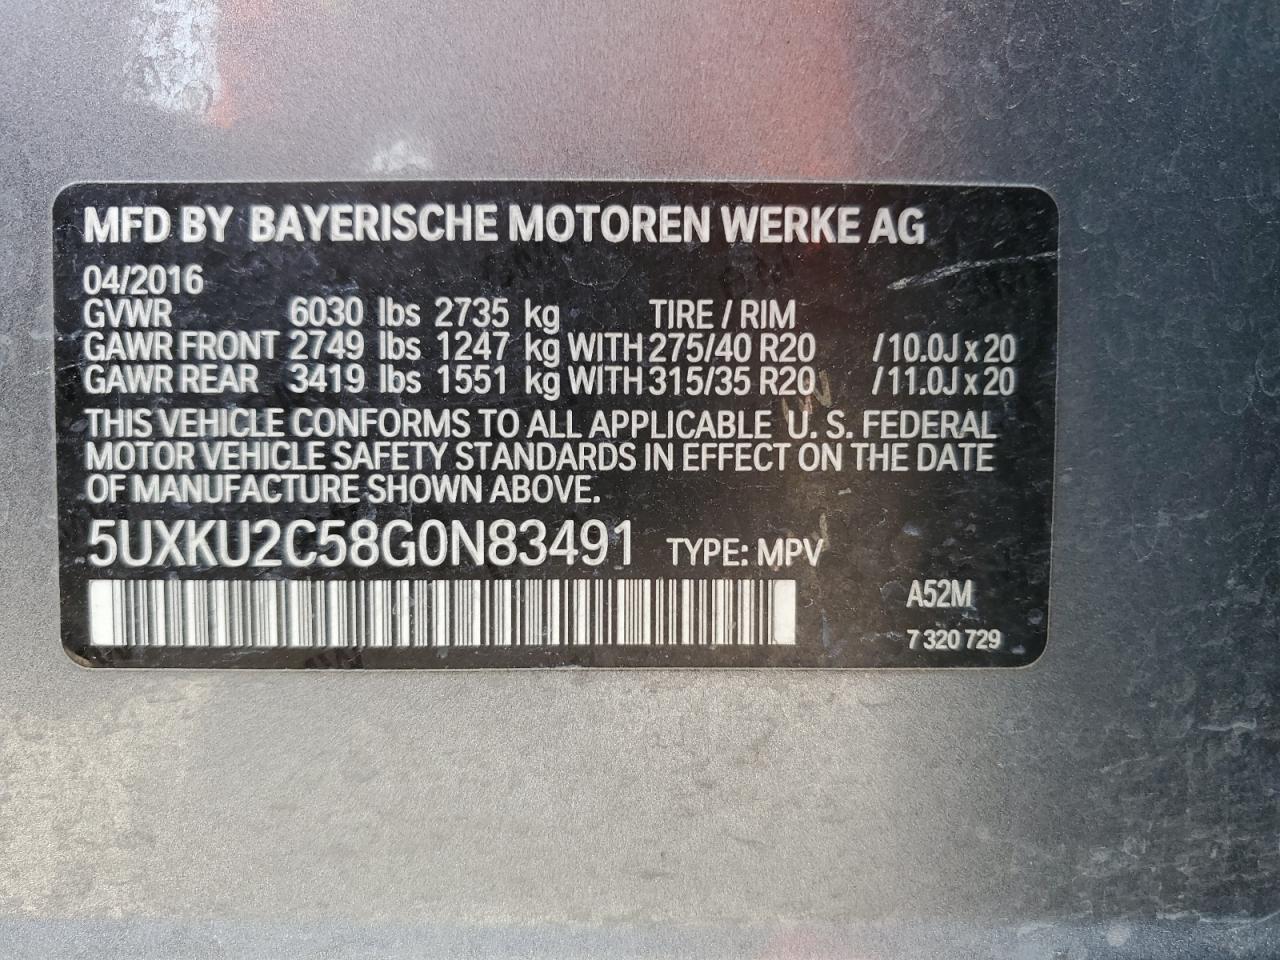 MFD BY BAYERISCHE MOTOREN WERKE AG
04/2016
GVWR 6030 lbs 2735 kg TIRE / RIM
GAWR FRONT 2749 lbs 1247 kg WITH 275/40 R20 / 10.0J x 20
GAWR REAR 3419 lbs 1551 kg WITH 315/35 R20 / 11.0J x 20
THIS VEHICLE CONFORMS TO ALL APPLICABLE U. S. FEDERAL
MOTOR VEHICLE SAFETY STANDARDS IN EFFECT ON THE DATE
OF MANUFACTURE SHOWN ABOVE.
5UXKU2C58G0N83491 TYPE: MPV
A52M
7 320 729